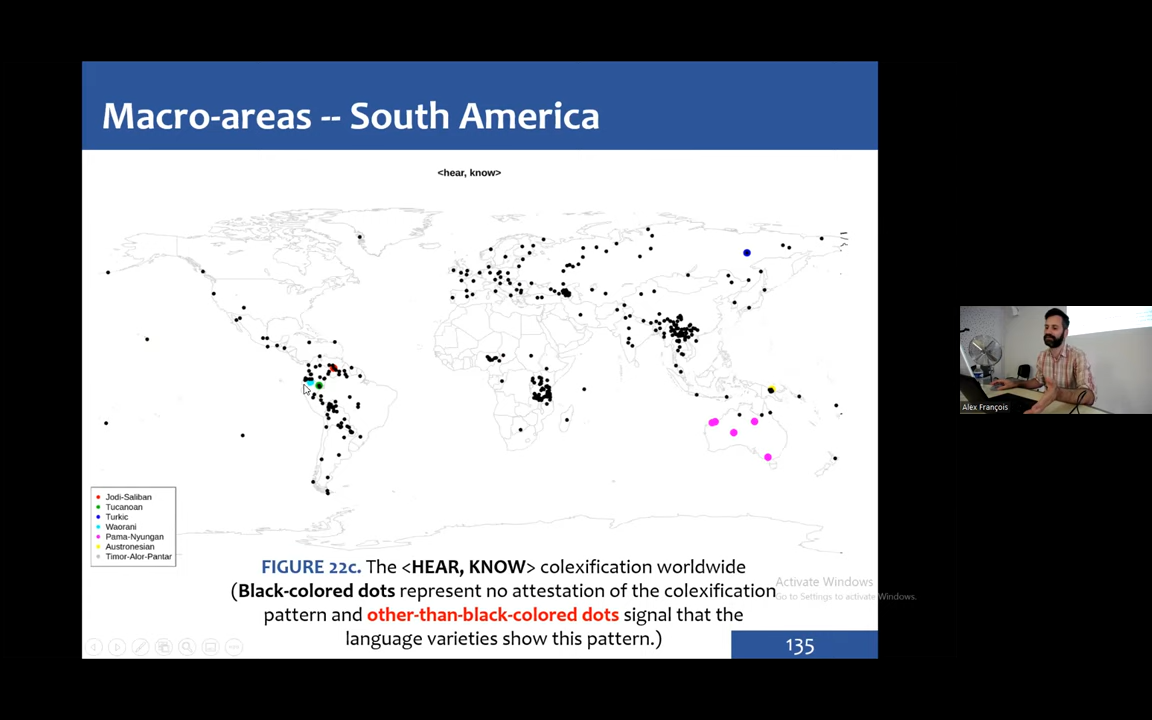 Macro-areas -- South America
<hear, know>
Jodi-Saliban
Tucanoan
Turkic
Waorani
Pama-Nyungan
Austronesian
Timor-Alor-Pantar
FIGURE 22c. The <HEAR, KNOW> colexification worldwide
(Black-colored dots represent no attestation of the colexification
pattern and other-than-black-colored dots signal that the
language varieties show this pattern.)
Activate Windows
Go to Settings to activate Windows.
135
Alex François